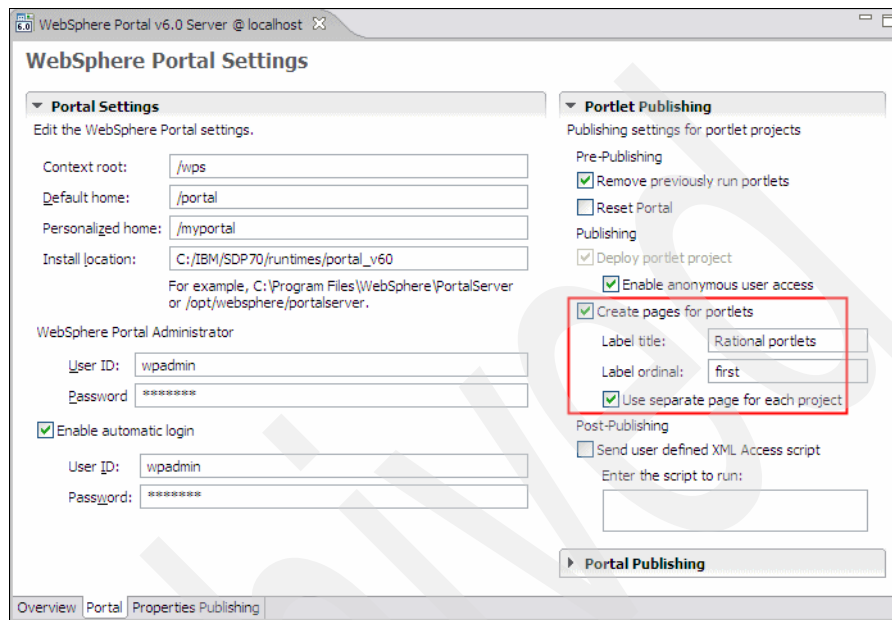 6.0 WebSphere Portal v6.0 Server @ localhost
WebSphere Portal Settings
Portal Settings
Edit the WebSphere Portal settings.
Context root: /wps
Default home: /portal
Personalized home: /myportal
Install location: C:/IBM/SDP70/runtimes/portal_v60
For example, C:\Program Files\WebSphere\PortalServer
or /opt/websphere/portalserver.
WebSphere Portal Administrator
User ID: wpadmin
Password *******
Enable automatic login
User ID: wpadmin
Password: *******
Portlet Publishing
Publishing settings for portlet projects
Pre-Publishing
Remove previously run portlets
Reset Portal
Publishing
Deploy portlet project
Enable anonymous user access
Create pages for portlets
Label title: Rational portlets
Label ordinal: first
Use separate page for each project
Post-Publishing
Send user defined XML Access script
Enter the script to run:
Portal Publishing
Overview Portal Properties Publishing
hived